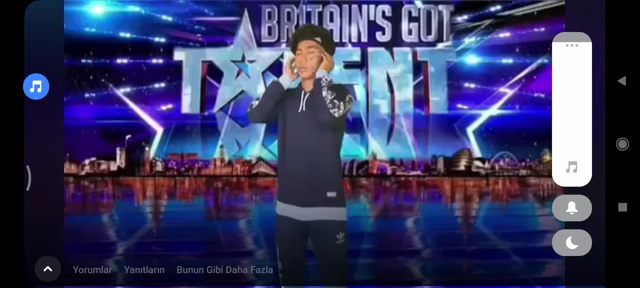 BRITAIN'S GOT
TALENT
Yorumlar Yanıtların Bunun Gibi Daha Fazla